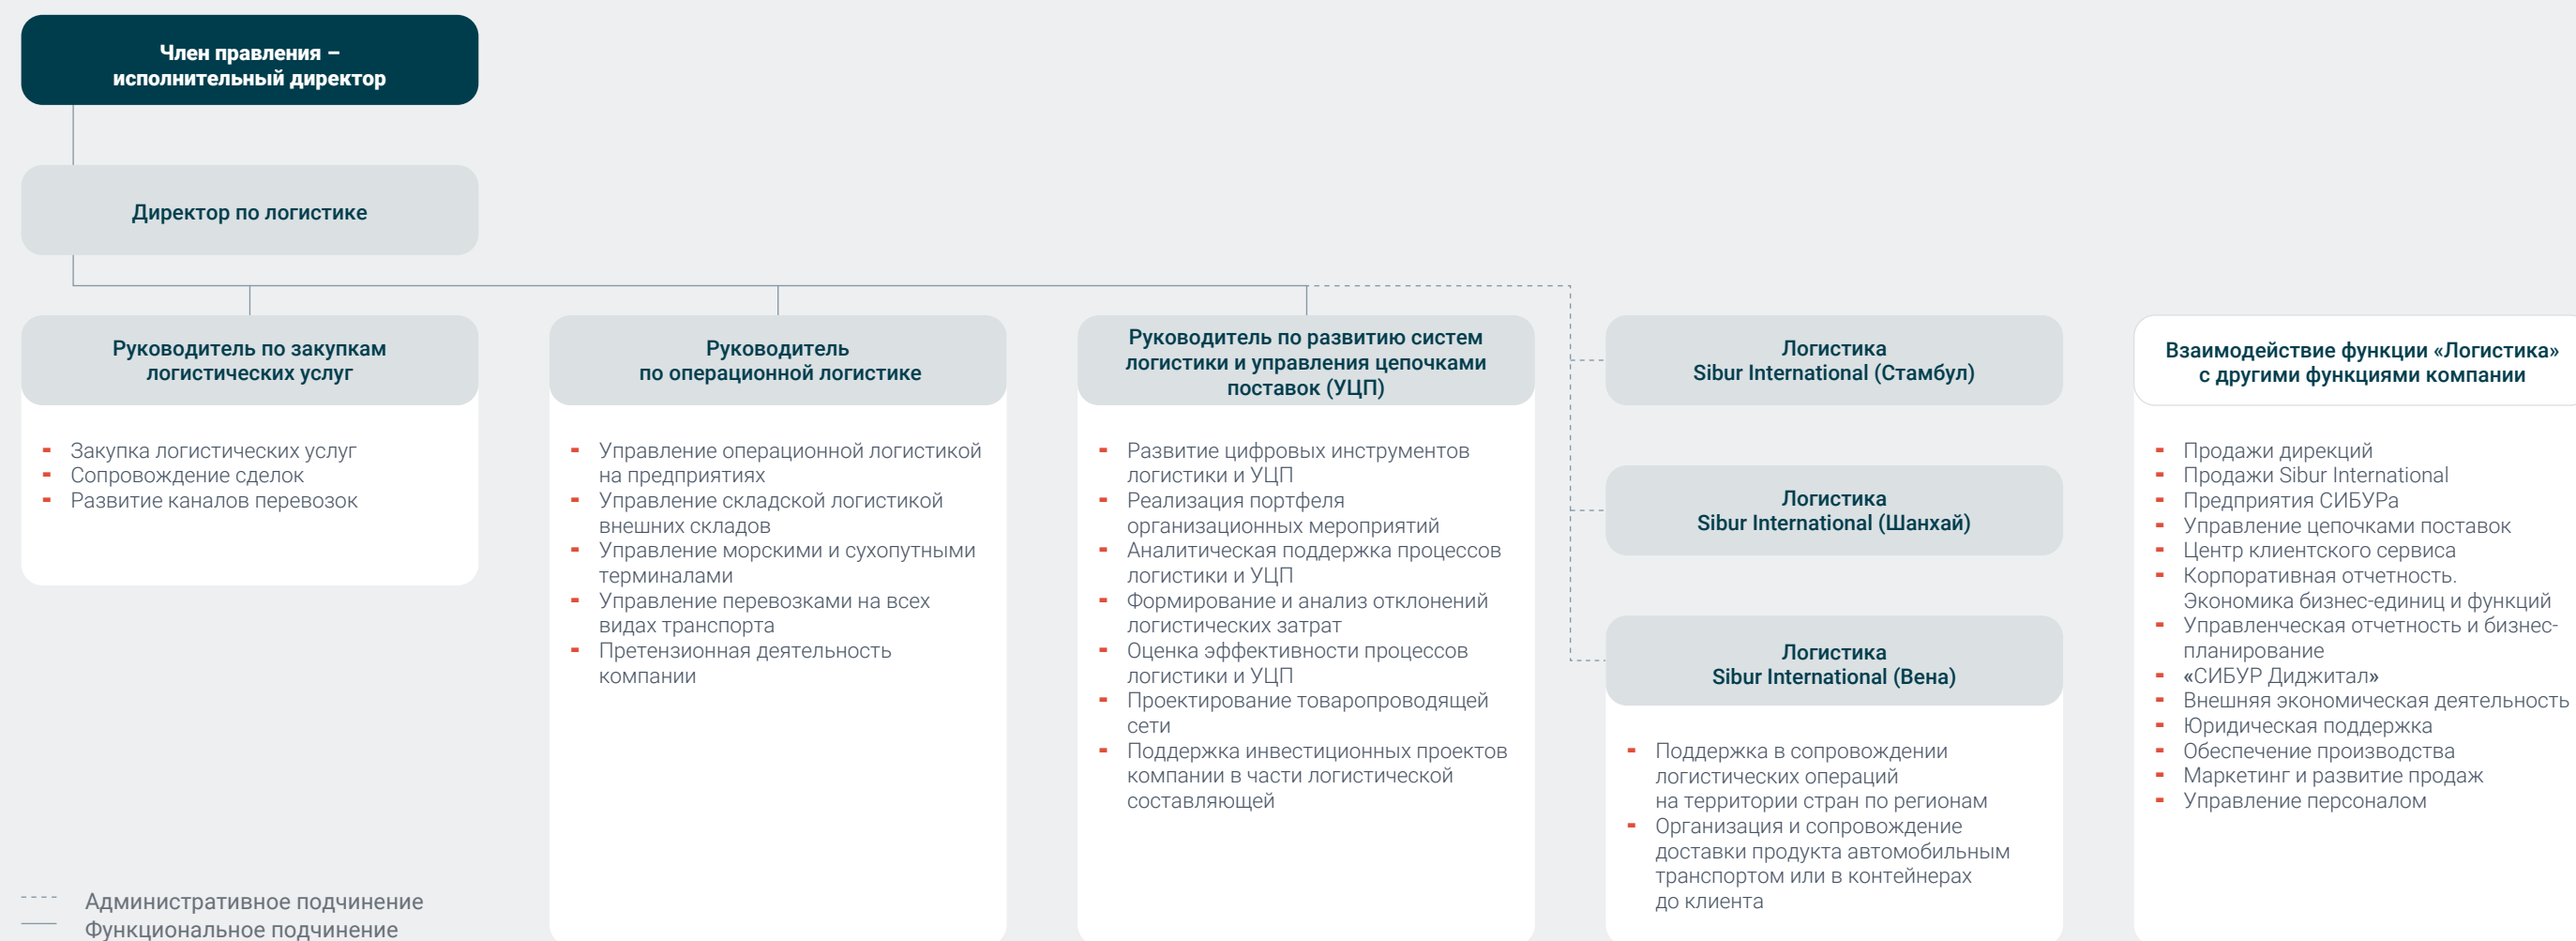 Член правления –
исполнительный директор
Директор по логистике
Руководитель по закупкам
логистических услуг
- Закупка логистических услуг
- Сопровождение сделок
- Развитие каналов перевозок
Руководитель
по операционной логистике
- Управление операционной логистикой
на предприятиях
- Управление складской логистикой
внешних складов
- Управление морскими и сухопутными
терминалами
- Управление перевозками на всех
видах транспорта
- Претензионная деятельность
компании
Руководитель по развитию систем
логистики и управления цепочками
поставок (УЦП)
- Развитие цифровых инструментов
логистики и УЦП
- Реализация портфеля
организационных мероприятий
- Аналитическая поддержка процессов
логистики и УЦП
- Формирование и анализ отклонений
логистических затрат
- Оценка эффективности процессов
логистики и УЦП
- Проектирование товаропроводящей
сети
- Поддержка инвестиционных проектов
компании в части логистической
составляющей
Логистика
Sibur International (Стамбул)
Логистика
Sibur International (Шанхай)
Логистика
Sibur International (Вена)
- Поддержка в сопровождении
логистических операций
на территории стран по регионам
- Организация и сопровождение
доставки продукта автомобильным
транспортом или в контейнерах
до клиента
Взаимодействие функции «Логистика»
с другими функциями компании
- Продажи дирекций
- Продажи Sibur International
- Предприятия СИБУРа
- Управление цепочками поставок
- Центр клиентского сервиса
- Корпоративная отчетность.
Экономика бизнес-единиц и функций
- Управленческая отчетность и бизнес-
планирование
- «СИБУР Диджитал»
- Внешняя экономическая деятельность
- Юридическая поддержка
- Обеспечение производства
- Маркетинг и развитие продаж
- Управление персоналом
Административное подчинение
Функциональное подчинение